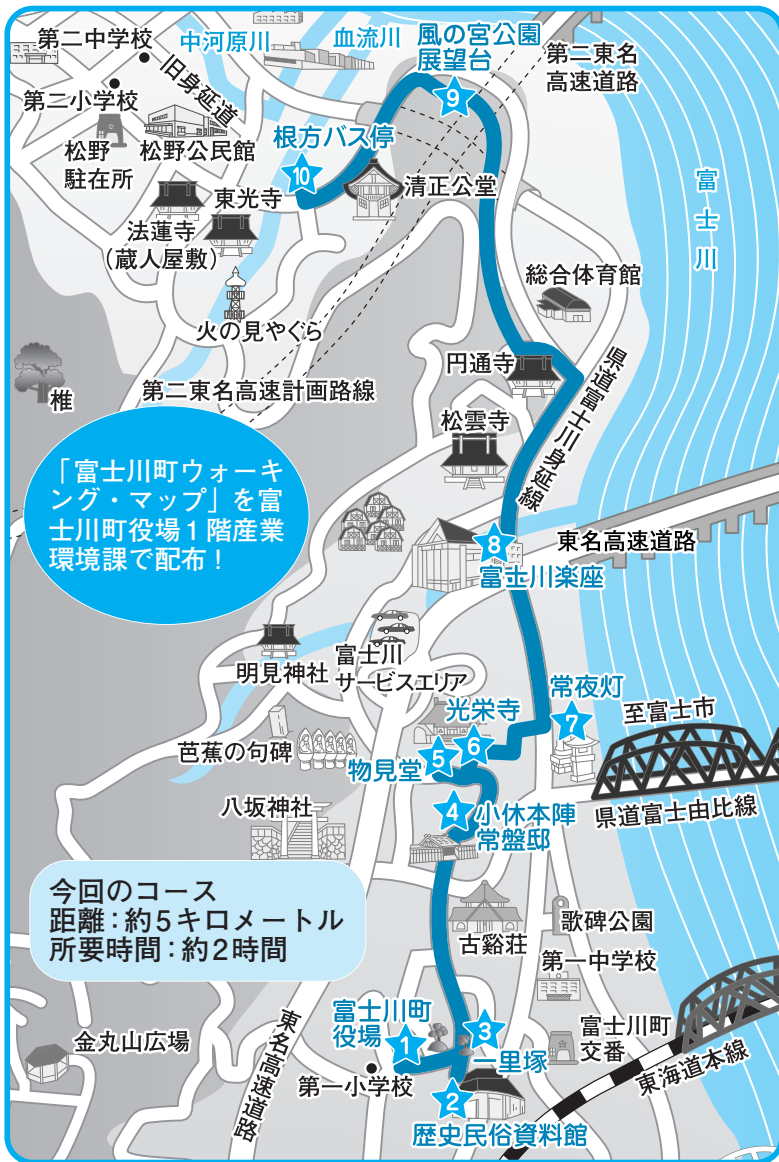 第二中学校
中河原川
血流川
風の宮公園
展望台
第二東名
高速道路
旧身延道
第二小学校
9
松野
駐在所
松野公民館
根方バス停
10
清正公堂
富士川
東光寺
法蓮寺
(蔵人屋敷)
総合体育館
火の見やぐら
円通寺
県道富士川身延線
椎
第二東名高速計画路線
松雲寺
「富士川町ウォーキ
ング・マップ」を富
士川町役場1階産業
環境課で配布!
8
東名高速道路
富士川楽座
明見神社
富士川
サービスエリア
光栄寺
常夜灯
7
至富士市
芭蕉の句碑
6
5
物見堂
県道富士由比線
八坂神社
4
小休本陣
常盤邸
今回のコース
距離:約5キロメートル
所要時間:約2時間
古谿荘
歌碑公園
第一中学校
富士川町
役場
1
3
一里塚
富士川町
交番
金丸山広場
東名高速道路
第一小学校
東海道本線
2
歴史民俗資料館